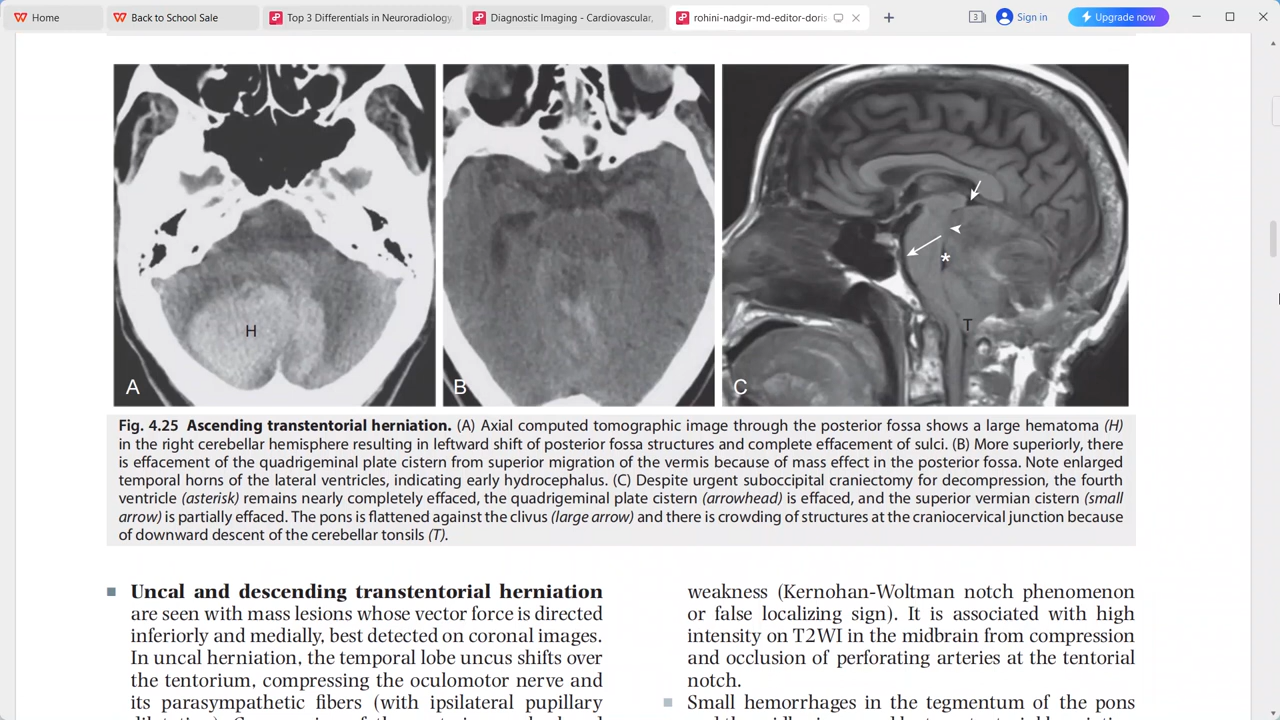 Home
Back to School Sale
Top 3 Differentials in Neuroradiology
Diagnostic Imaging - Cardiovascular,
rohini-nadgir-md-editor-doris
3
Sign in
Upgrade now
H
A
B
*
T
C
Fig. 4.25 Ascending transtentorial herniation. (A) Axial computed tomographic image through the posterior fossa shows a large hematoma (H)
in the right cerebellar hemisphere resulting in leftward shift of posterior fossa structures and complete effacement of sulci. (B) More superiorly, there
is effacement of the quadrigeminal plate cistern from superior migration of the vermis because of mass effect in the posterior fossa. Note enlarged
temporal horns of the lateral ventricles, indicating early hydrocephalus. (C) Despite urgent suboccipital craniectomy for decompression, the fourth
ventricle (asterisk) remains nearly completely effaced, the quadrigeminal plate cistern (arrowhead) is effaced, and the superior vermian cistern (small
arrow) is partially effaced. The pons is flattened against the clivus (large arrow) and there is crowding of structures at the craniocervical junction because
of downward descent of the cerebellar tonsils (T).
Uncal and descending transtentorial herniation
are seen with mass lesions whose vector force is directed
inferiorly and medially, best detected on coronal images.
In uncal herniation, the temporal lobe uncus shifts over
the tentorium, compressing the oculomotor nerve and
its parasympathetic fibers (with ipsilateral pupillary
weakness (Kernohan-Woltman notch phenomenon
or false localizing sign). It is associated with high
intensity on T2WI in the midbrain from compression
and occlusion of perforating arteries at the tentorial
notch.
Small hemorrhages in the tegmentum of the pons